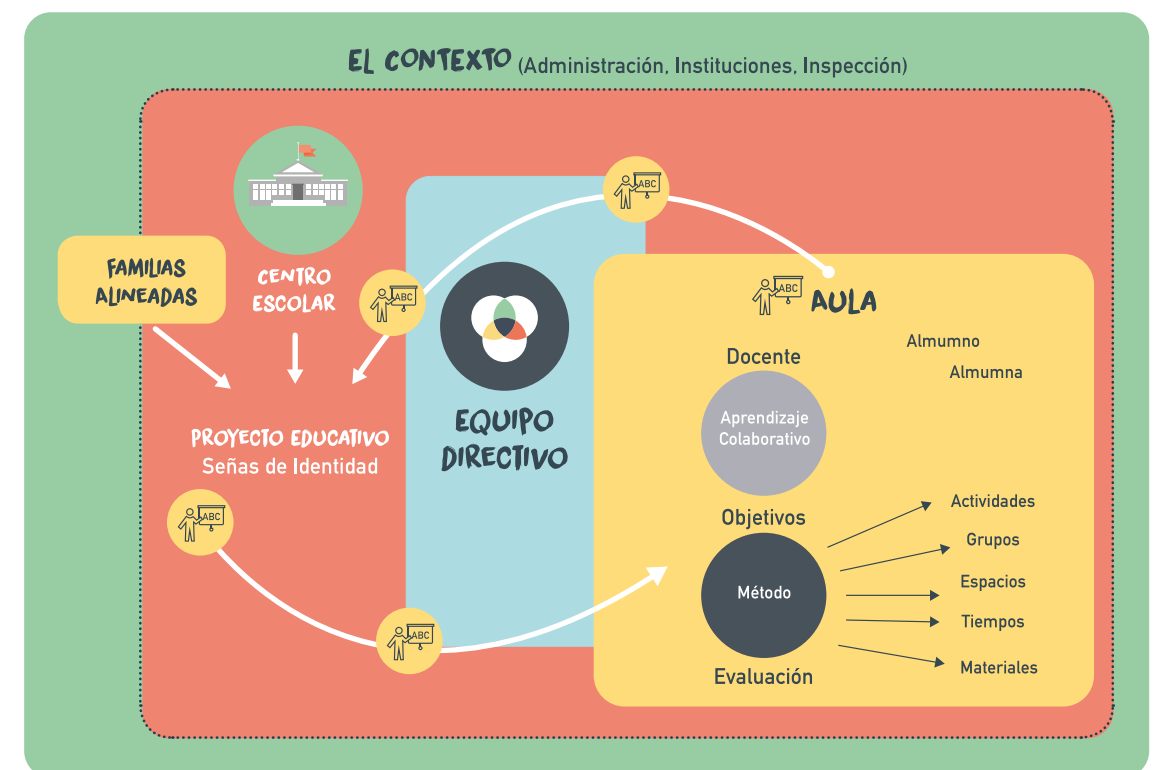 EL CONTEXTO (Administración, Instituciones, Inspección)
FAMILIAS
ALINEADAS
CENTRO
ESCOLAR
PROYECTO EDUCATIVO
Señas de Identidad
ABC
ABC
ABC
ABC
EQUIPO
DIRECTIVO
ABC
AULA
Docente
Aprendizaje
Colaborativo
Almumno
Almumna
Objetivos
Método
Evaluación
Actividades
Grupos
Espacios
Tiempos
Materiales